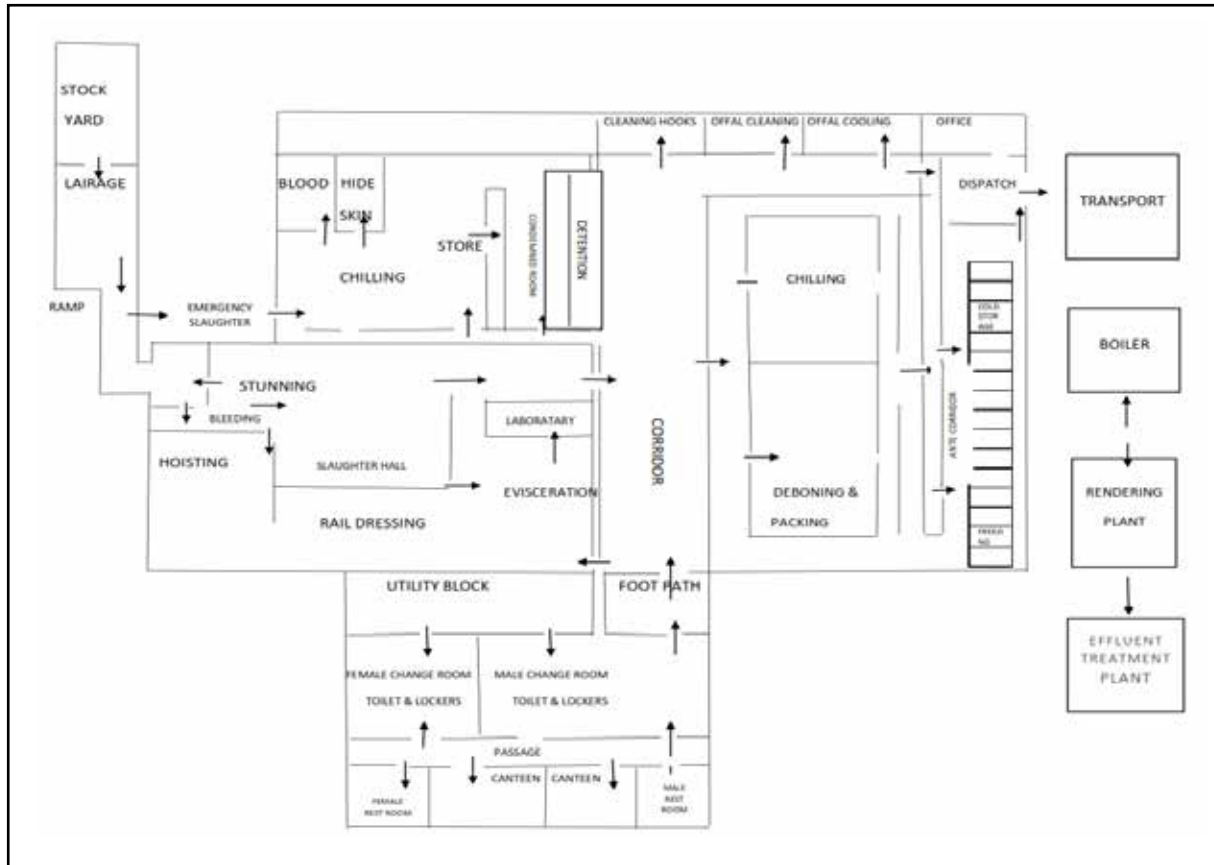 STOCK
YARD
LAIRAGE
RAMP
EMERGENCY
SLAUGHTER
BLOOD
HIDE
SKIN
STORE
CHILLING
CONDEMNED ROOM
DETENTION
CLEANING HOOKS
OFFAL CLEANING
OFFAL COOLING
OFFICE
DISPATCH
TRANSPORT
CHILLING
COLD
STOR
AGE
BOILER
STUNNING
BLEEDING
HOISTING
SLAUGHTER HALL
LABORATARY
EVISCERATION
RAIL DRESSING
CORRIDOR
DEBONING &
PACKING
ANTE CORRIDOR
RENDERING
PLANT
UTILITY BLOCK
FOOT PATH
EFFLUENT
TREATMENT
PLANT
FEMALE CHANGE ROOM
TOILET & LOCKERS
MALE CHANGE ROOM
TOILET & LOCKERS
PASSAGE
CANTEEN
CANTEEN
FEMALE
REST ROOM
MALE
REST
ROOM